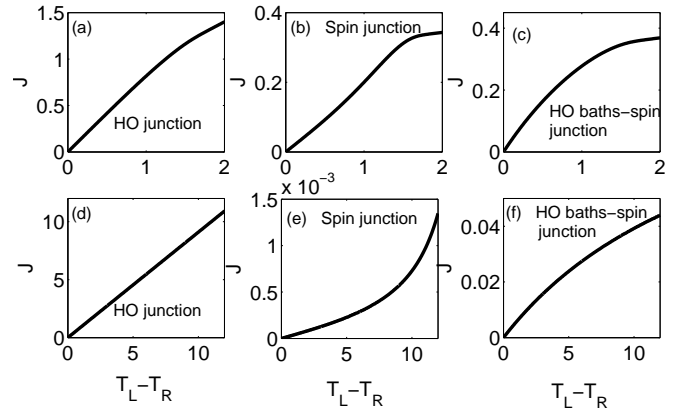 (a)
J
1.5
1
0.5
0
0
1
2
HO junction
(b)
Spin junction
J
0.4
0.2
0
0
1
2
(c)
J
0.4
0.2
0
0
1
2
HO baths−spin
junction
(d)
J
10
5
0
0
5
10
HO junction
T_L−T_R
x 10^−3
(e)
Spin junction
J
1.5
1
0.5
0
0
5
10
T_L−T_R
(f)
HO baths−spin
junction
J
0.04
0.02
0
0
5
10
T_L−T_R